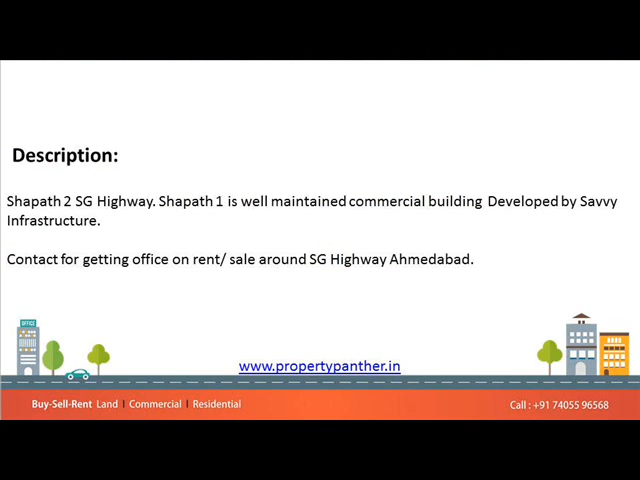 Description:
Shapath 2 SG Highway. Shapath 1 is well maintained commercial building Developed by Savvy
Infrastructure.
Contact for getting office on rent/ sale around SG Highway Ahmedabad.
OFFICE
www.propertypanther.in
Buy-Sell-Rent Land | Commercial | Residential
Call : +91 74055 96568